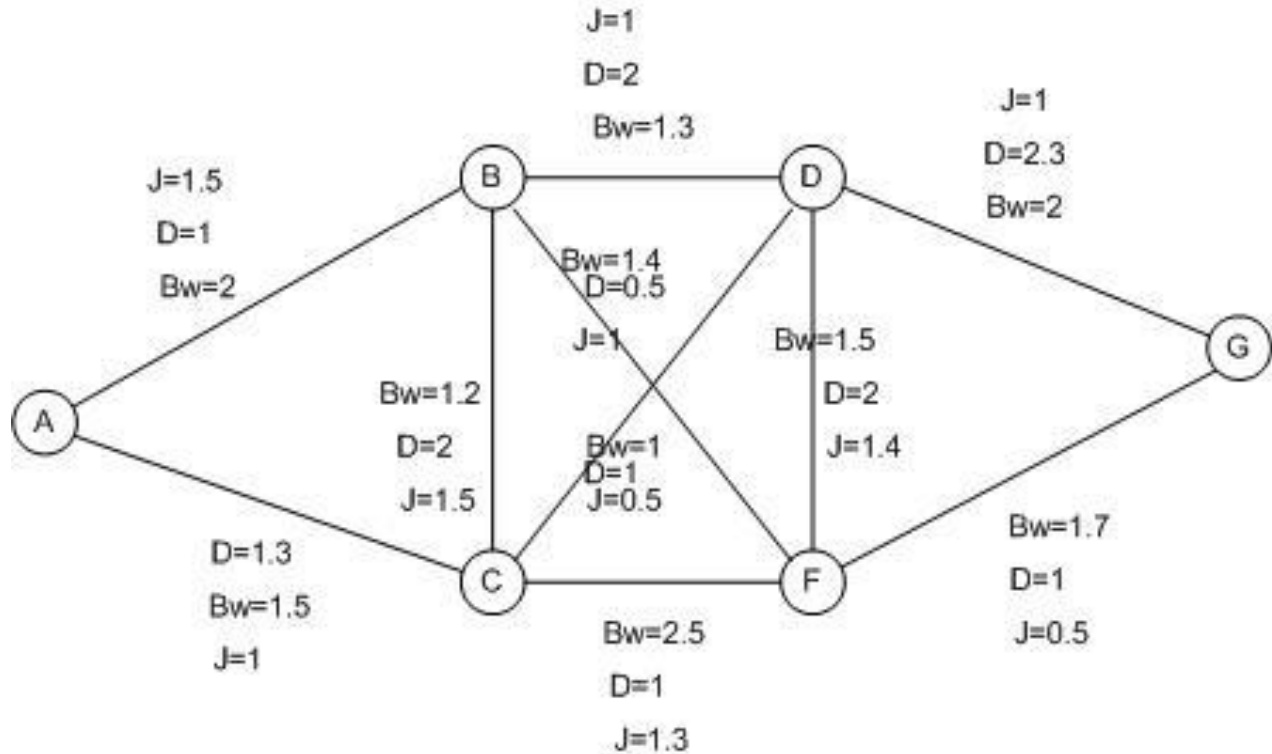 J=1
D=2
Bw=1.3
J=1
D=2.3
Bw=2
J=1.5
D=1
Bw=2
B
D
Bw=1.4
D=0.5
J=1
Bw=1.5
D=2
J=1.4
G
A
Bw=1.2
D=2
J=1.5
Bw=1
D=1
J=0.5
D=1.3
Bw=1.5
J=1
C
F
Bw=1.7
D=1
J=0.5
Bw=2.5
D=1
J=1.3